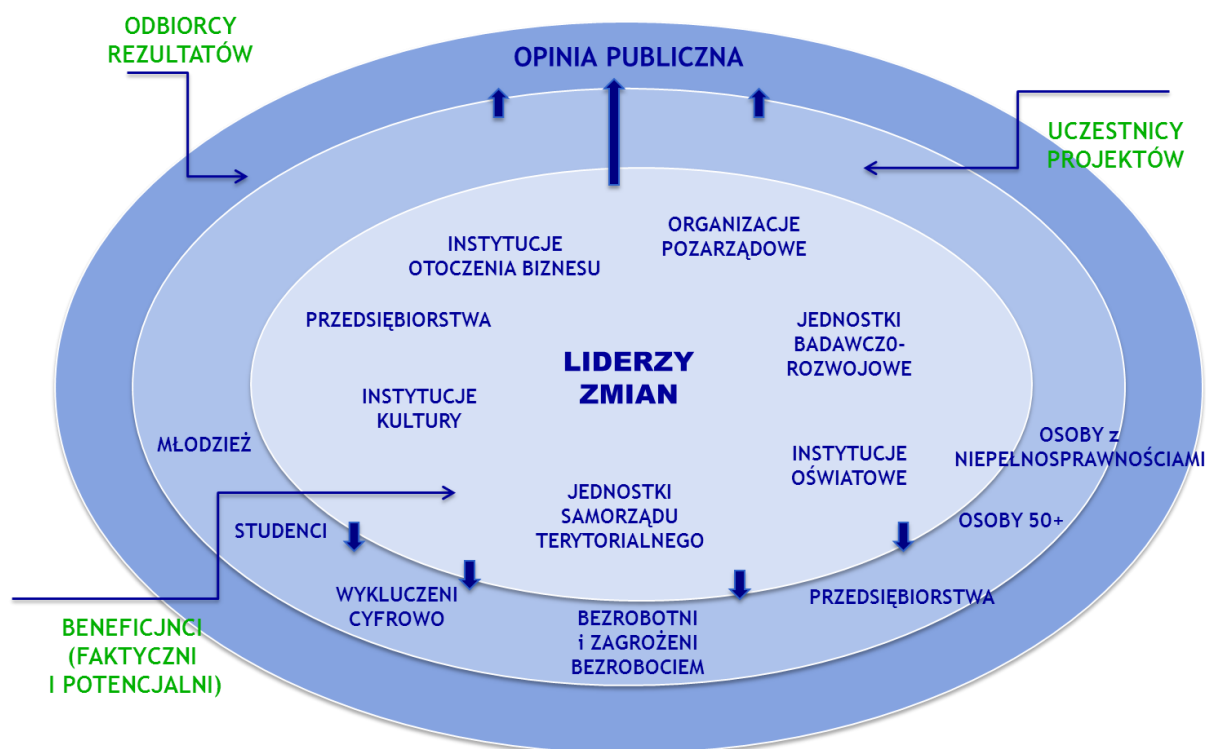 ODBIORCY
REZULTATÓW
OPINIA PUBLICZNA
UCZESTNICY
PROJEKTÓW
ORGANIZACJE
POZARZĄDOWE
INSTYTUCJE
OTOCZENIA BIZNESU
PRZEDSIĘBIORSTWA
JEDNOSTKI
BADAWCZ0-
ROZWOJOWE
LIDERZY
ZMIAN
INSTYTUCJE
KULTURY
MŁODZIEŻ
OSOBY z
NIEPEŁNOSPRAWNOŚCIAMI
INSTYTUCJE
OŚWIATOWE
JEDNOSTKI
SAMORZĄDU
TERYTORIALNEGO
STUDENCI
OSOBY 50+
WYKLUCZENI
CYFROWO
PRZEDSIĘBIORSTWA
BEZROBOTNI
i ZAGROŻENI
BEZROBOCIEM
BENEFICJNCI
(FAKTYCZNI
I POTENCJALNI)